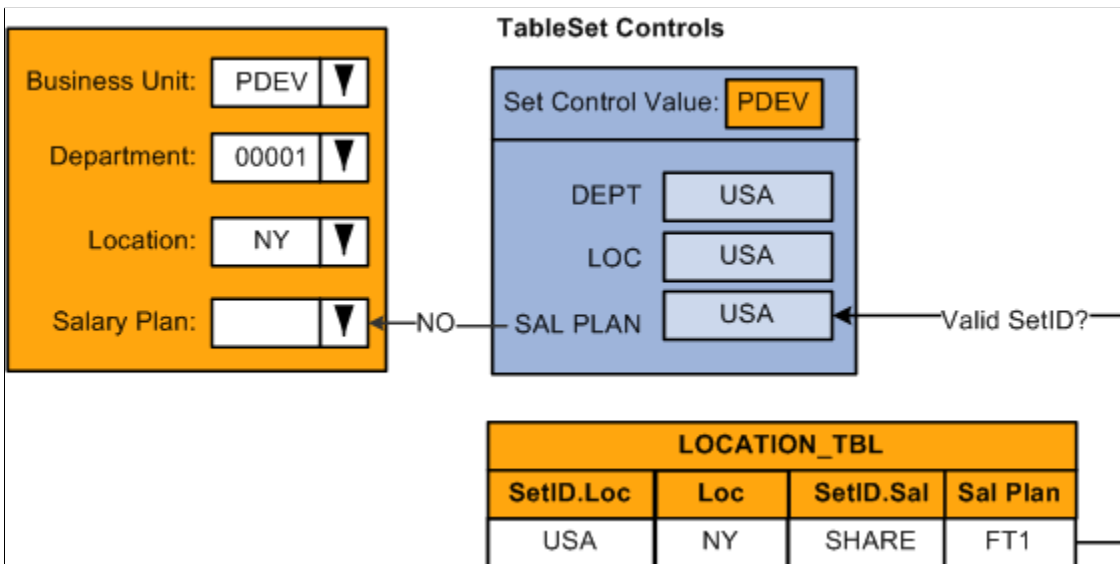 TableSet Controls
Business Unit: PDEV
Department: 00001
Location: NY
Salary Plan:
Set Control Value: PDEV
DEPT USA
LOC USA
SAL PLAN USA
NO
Valid SetID?
LOCATION_TBL
SetID.Loc Loc SetID.Sal Sal Plan
USA NY SHARE FT1